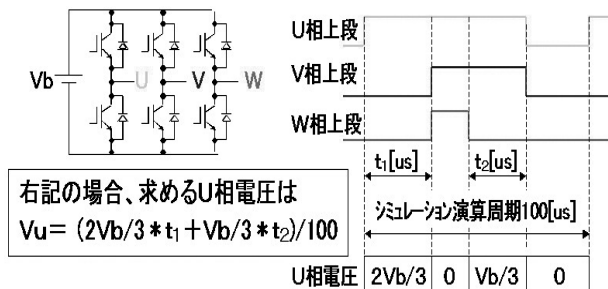 Vb
U
V
W
右記の場合、求めるU相電圧は
Vu= (2Vb/3*t₁+Vb/3*t₂)/100
U相上段
V相上段
W相上段
t₁[us]
t₂[us]
シミュレーション演算周期100[us]
U相電圧 2Vb/3 0 Vb/3 0